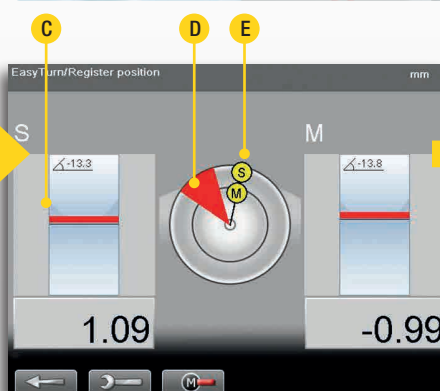 C D E
EasyTurn/Register position mm
S M
-13.3 -13.8
S
M
1.09 -0.99
M